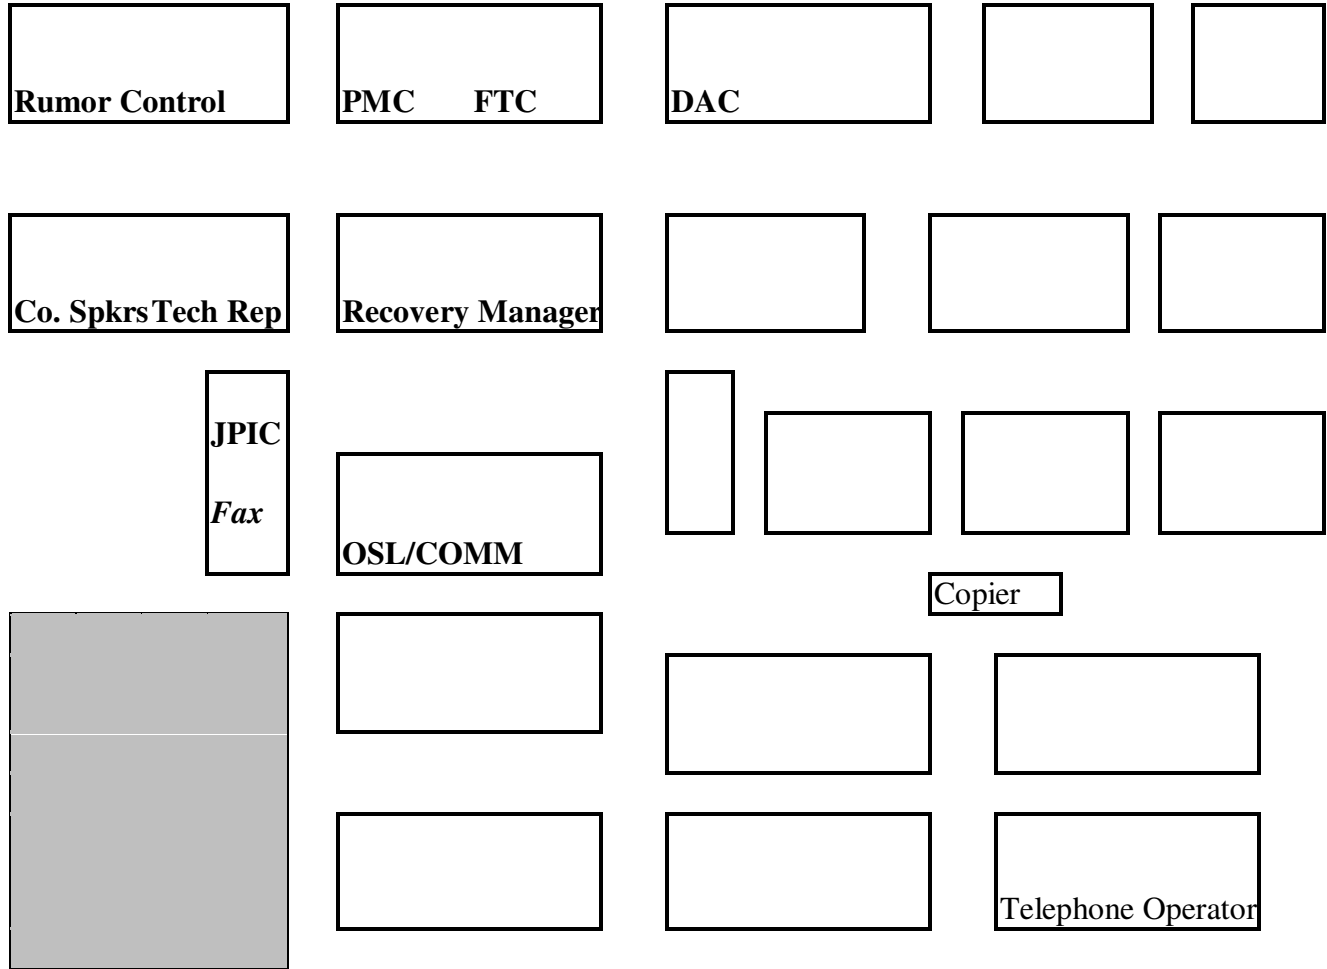 Rumor Control
PMC FTC
DAC
Co. Spkrs Tech Rep
Recovery Manager
JPIC
Fax
OSL/COMM
Copier
Telephone Operator